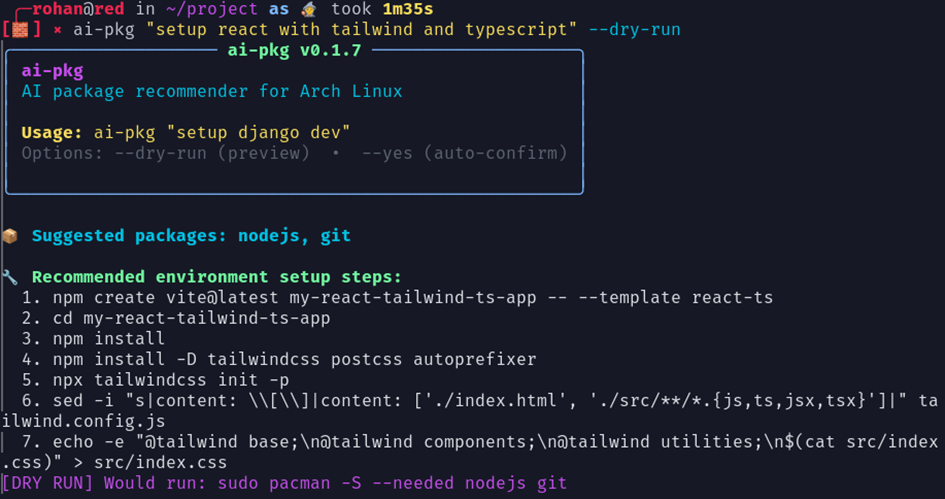 rohan@red in ~/project as 🧙 took 1m35s
[🧱] × ai-pkg "setup react with tailwind and typescript" --dry-run
ai-pkg v0.1.7
ai-pkg
AI package recommender for Arch Linux
Usage: ai-pkg "setup django dev"
Options: --dry-run (preview) • --yes (auto-confirm)
📦 Suggested packages: nodejs, git
🔧 Recommended environment setup steps:
1. npm create vite@latest my-react-tailwind-ts-app -- --template react-ts
2. cd my-react-tailwind-ts-app
3. npm install
4. npm install -D tailwindcss postcss autoprefixer
5. npx tailwindcss init -p
6. sed -i "s|content: \\[\\]|content: ['./index.html', './src/**/*.{js,ts,jsx,tsx}']|" ta
ilwind.config.js
7. echo -e "@tailwind base;\n@tailwind components;\n@tailwind utilities;\n$(cat src/index
.css)" > src/index.css
[DRY RUN] Would run: sudo pacman -S --needed nodejs git